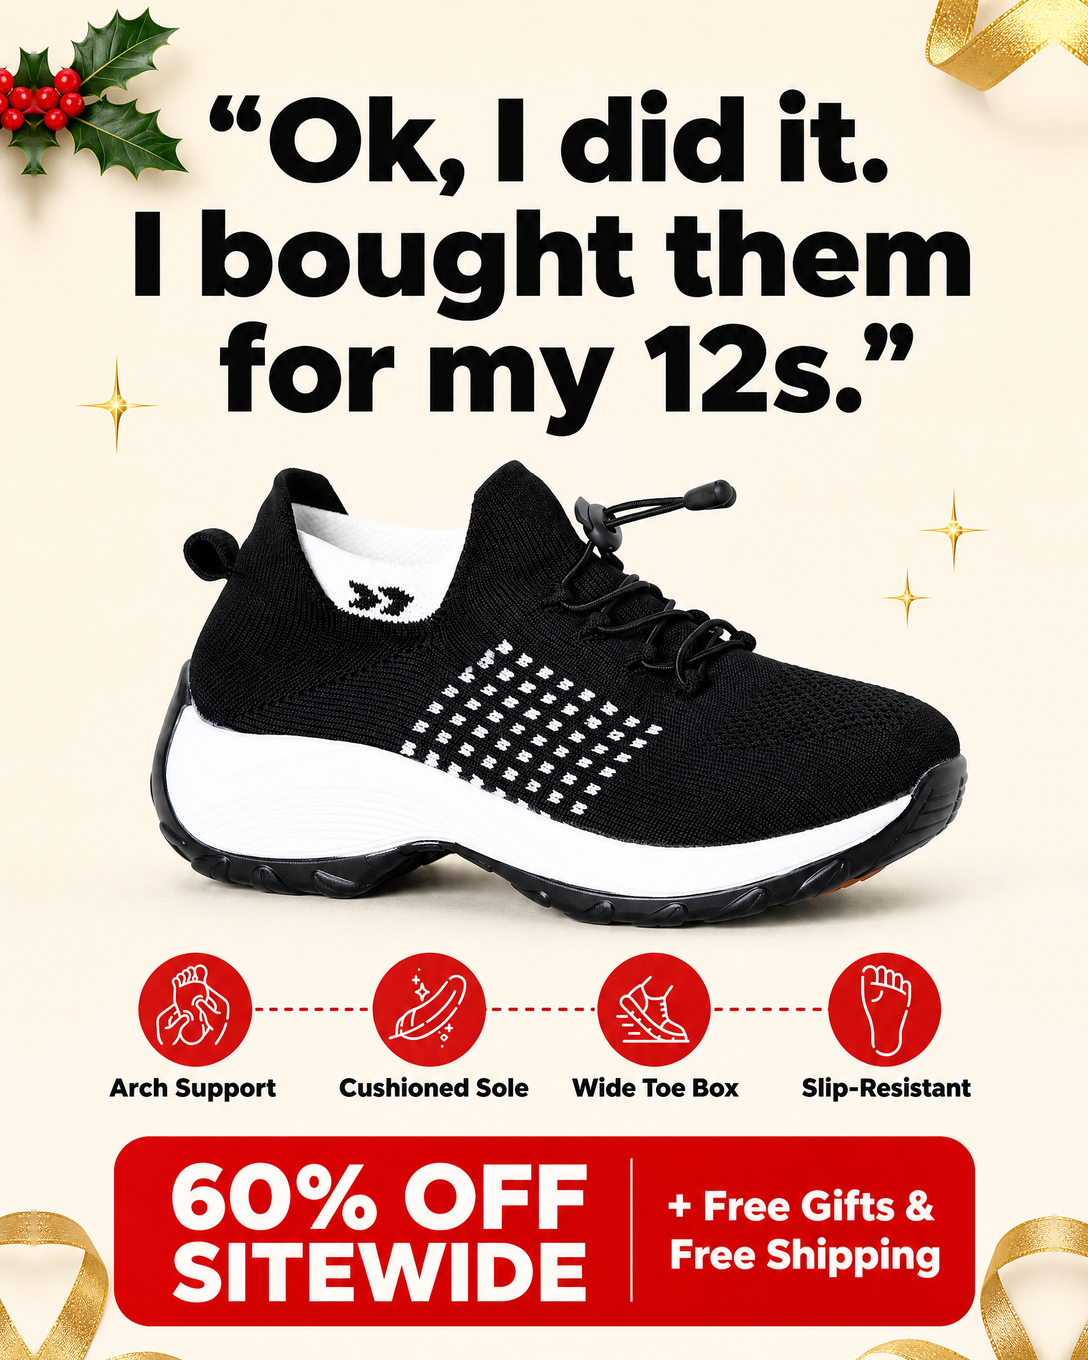 “Ok, I did it.
I bought them
for my 12s.”
Arch Support
Cushioned Sole
Wide Toe Box
Slip-Resistant
60% OFF
SITEWIDE
+ Free Gifts &
Free Shipping